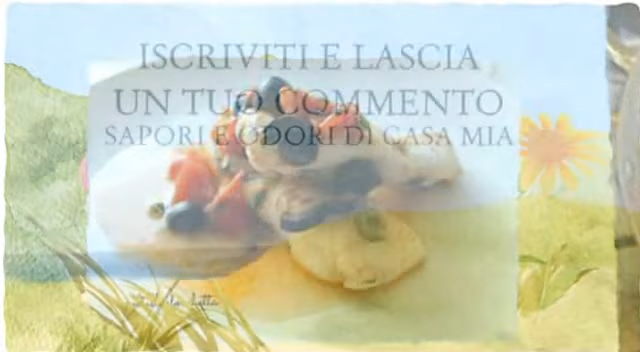 ISCRIVITI E LASCIA
UN TUO COMMENTO
SAPORI E ODORI DI CASA MIA